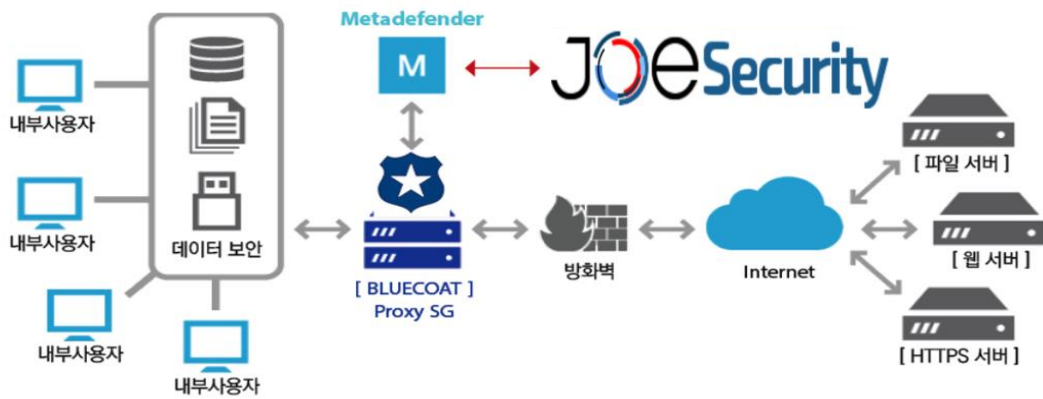 Metadefender
M
JOESecurity
내부사용자
내부사용자
내부사용자
내부사용자
데이터 보안
[ BLUECOAT ]
Proxy SG
방화벽
Internet
[ 파일 서버 ]
[ 웹 서버 ]
[ HTTPS 서버 ]